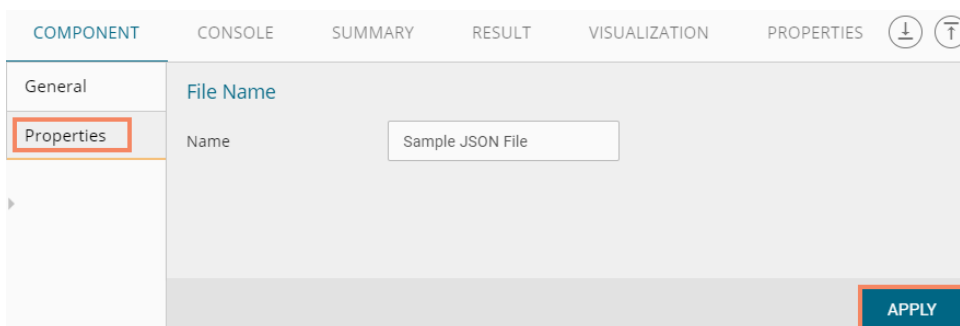 COMPONENT CONSOLE SUMMARY RESULT VISUALIZATION PROPERTIES
General
File Name
Properties
Name
Sample JSON File
APPLY